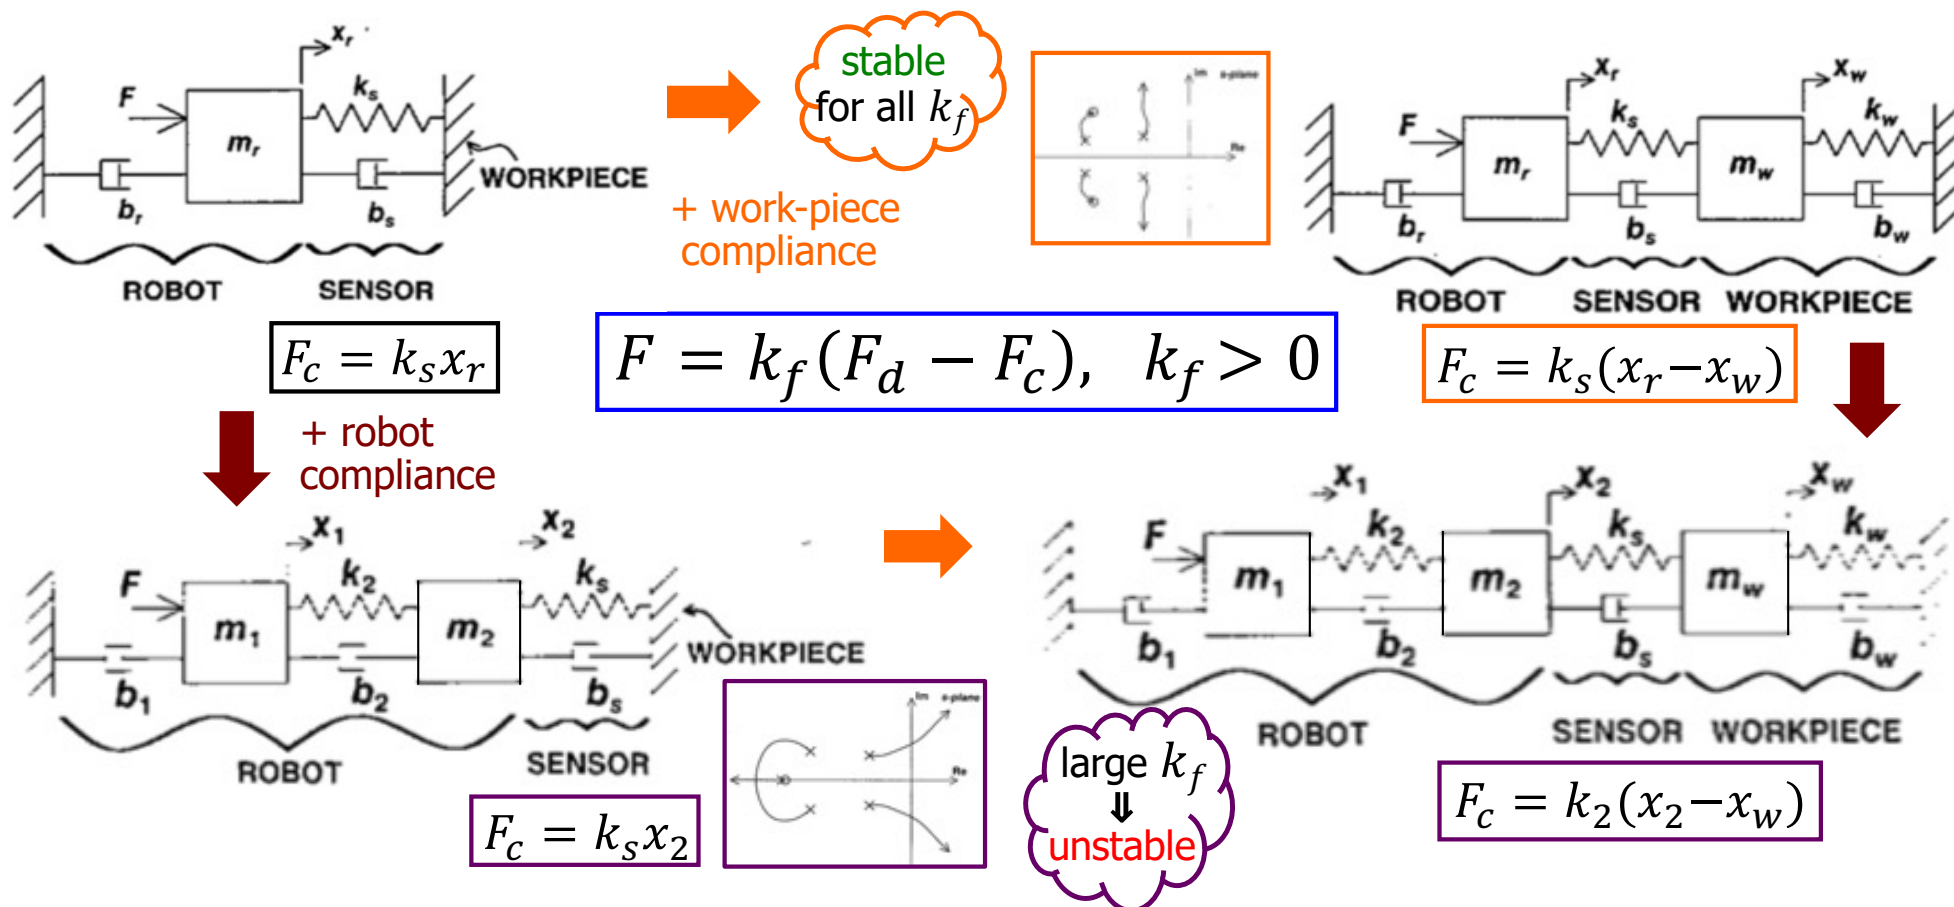 x_r
F
k_s
m_r
b_r
b_s
WORKPIECE
ROBOT
SENSOR
F_c = k_s x_r
stable
for all k_f
+ work-piece
compliance
Im
s-plane
Re
x_r
x_w
F
k_s
k_w
m_r
m_w
b_r
b_s
b_w
ROBOT
SENSOR
WORKPIECE
F = k_f(F_d − F_c), k_f > 0
F_c = k_s(x_r−x_w)
+ robot
compliance
x_1
x_2
F
k_2
k_s
m_1
m_2
b_1
b_2
b_s
WORKPIECE
ROBOT
SENSOR
F_c = k_s x_2
Im
s-plane
Re
large k_f
⇓
unstable
x_1
x_2
x_w
F
k_2
k_s
k_w
m_1
m_2
m_w
b_1
b_2
b_s
b_w
ROBOT
SENSOR
WORKPIECE
F_c = k_2(x_2−x_w)